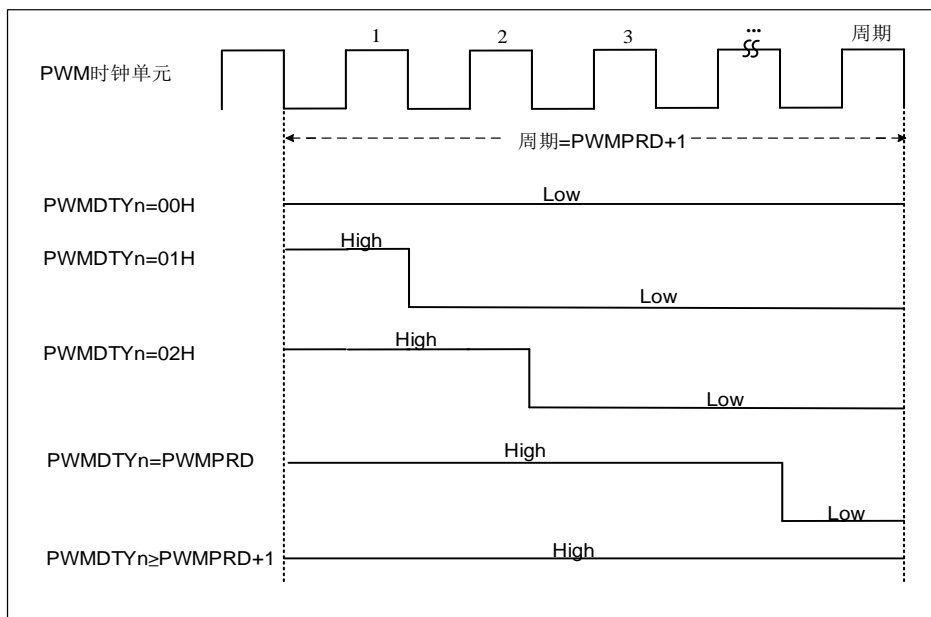 1 2 3 ... 周期
PWM时钟单元
周期=PWMPRD+1
PWMDTYn=00H Low
PWMDTYn=01H High Low
PWMDTYn=02H High Low
PWMDTYn=PWMPRD High Low
PWMDTYn≥PWMPRD+1 High